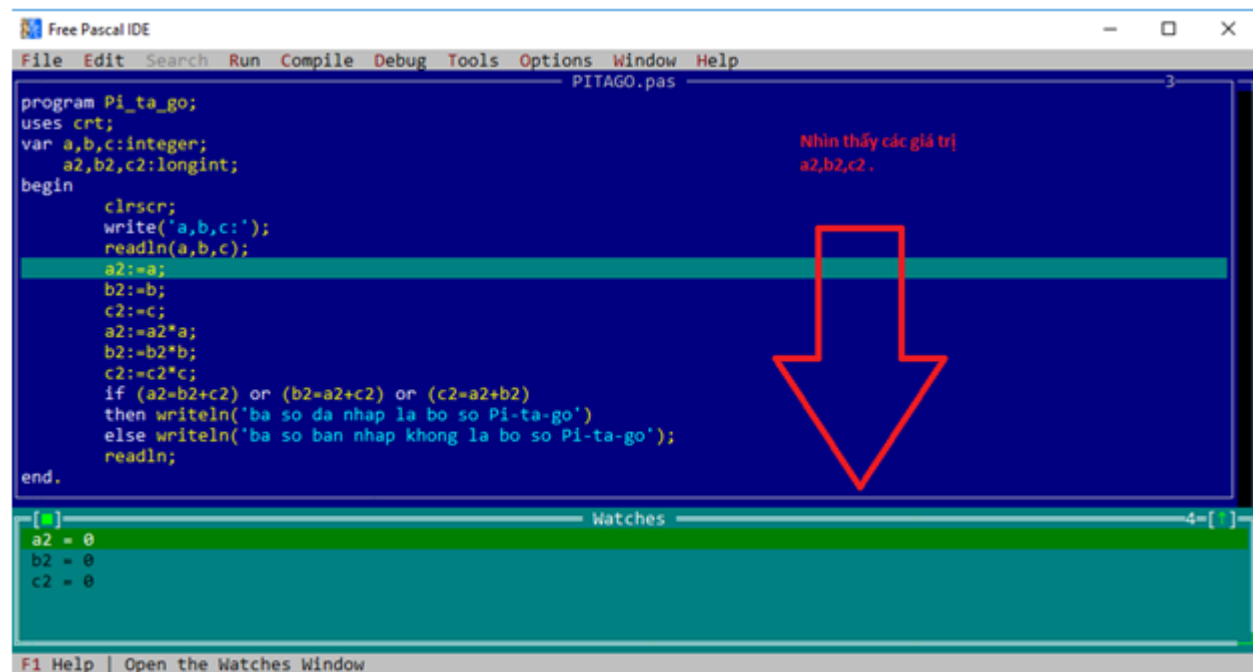 Free Pascal IDE
File Edit Search Run Compile Debug Tools Options Window Help
PITAGO.pas 3
program Pi_ta_go;
uses crt;
var a,b,c:integer;
a2,b2,c2:longint;
begin
clrscr;
write('a,b,c:');
readln(a,b,c);
a2:=a;
b2:=b;
c2:=c;
a2:=a2*a;
b2:=b2*b;
c2:=c2*c;
if (a2=b2+c2) or (b2=a2+c2) or (c2=a2+b2)
then writeln('ba so da nhap la bo so Pi-ta-go')
else writeln('ba so ban nhap khong la bo so Pi-ta-go');
readln;
end.
Nhìn thấy các giá trị
a2,b2,c2 .
Watches 4
a2 = 0
b2 = 0
c2 = 0
F1 Help | Open the Watches Window